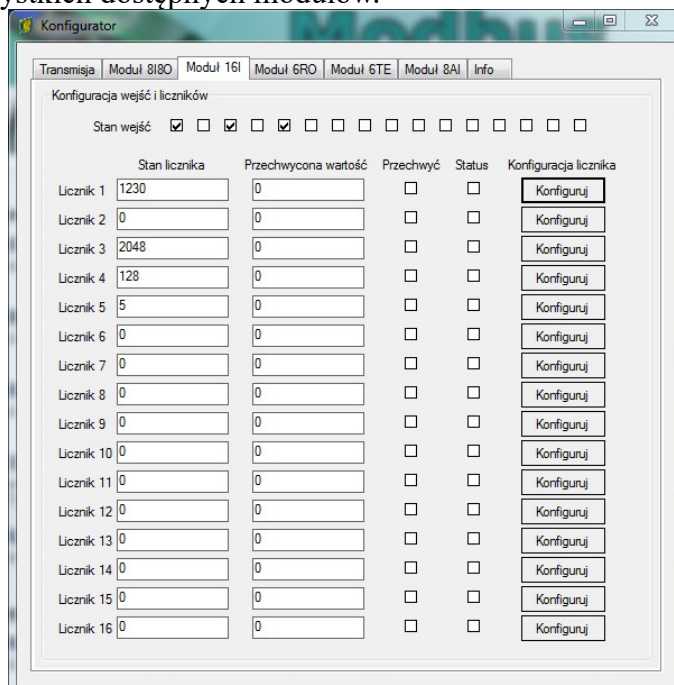 dostępnych modułów.
Konfigurator
Modbus
Transmisja Moduł 8I8O Moduł 16I Moduł 6RO Moduł 6TE Moduł 8AI Info
Konfiguracja wejść i liczników
Stan wejść
Stan licznika Przechwycona wartość Przechwyć Status Konfiguracja licznika
Licznik 1 1230 0 Konfiguruj
Licznik 2 0 0 Konfiguruj
Licznik 3 2048 0 Konfiguruj
Licznik 4 128 0 Konfiguruj
Licznik 5 5 0 Konfiguruj
Licznik 6 0 0 Konfiguruj
Licznik 7 0 0 Konfiguruj
Licznik 8 0 0 Konfiguruj
Licznik 9 0 0 Konfiguruj
Licznik 10 0 0 Konfiguruj
Licznik 11 0 0 Konfiguruj
Licznik 12 0 0 Konfiguruj
Licznik 13 0 0 Konfiguruj
Licznik 14 0 0 Konfiguruj
Licznik 15 0 0 Konfiguruj
Licznik 16 0 0 Konfiguruj